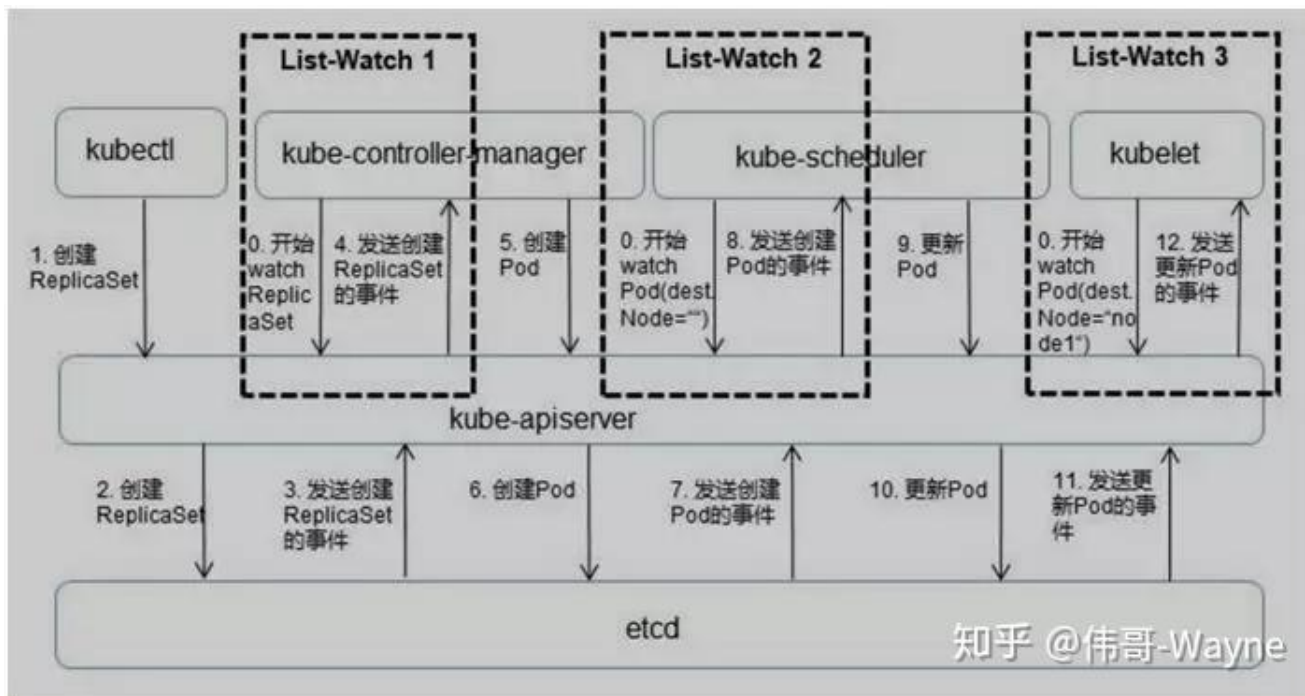 List-Watch 1
List-Watch 2
List-Watch 3
kubectl
kube-controller-manager
kube-scheduler
kubelet
1. 创建
ReplicaSet
0. 开始
watch
Replic
aSet
4. 发送创建
ReplicaSet
的事件
5. 创建
Pod
0. 开始
watch
Pod(dest.
Node="")
8. 发送创建
Pod的事件
9. 更新
Pod
0. 开始
watch
Pod(dest.
Node="no
de1")
12. 发送
更新Pod
的事件
kube-apiserver
2. 创建
ReplicaSet
3. 发送创建
ReplicaSet
的事件
6. 创建Pod
7. 发送创建
Pod的事件
10. 更新Pod
11. 发送更
新Pod的事
件
etcd
知乎 @伟哥-Wayne